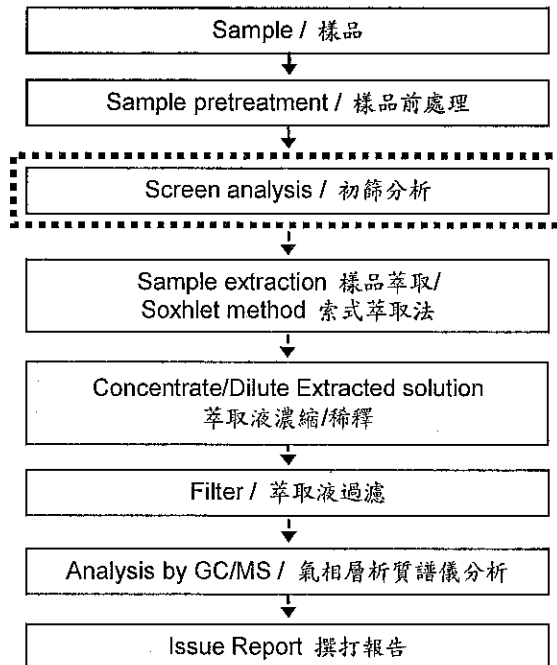 Sample / 樣品
Sample pretreatment / 樣品前處理
Screen analysis / 初篩分析
Sample extraction 樣品萃取/
Soxhlet method 索式萃取法
Concentrate/Dilute Extracted solution
萃取液濃縮/稀釋
Filter / 萃取液過濾
Analysis by GC/MS / 氣相層析質譜儀分析
Issue Report 撰打報告